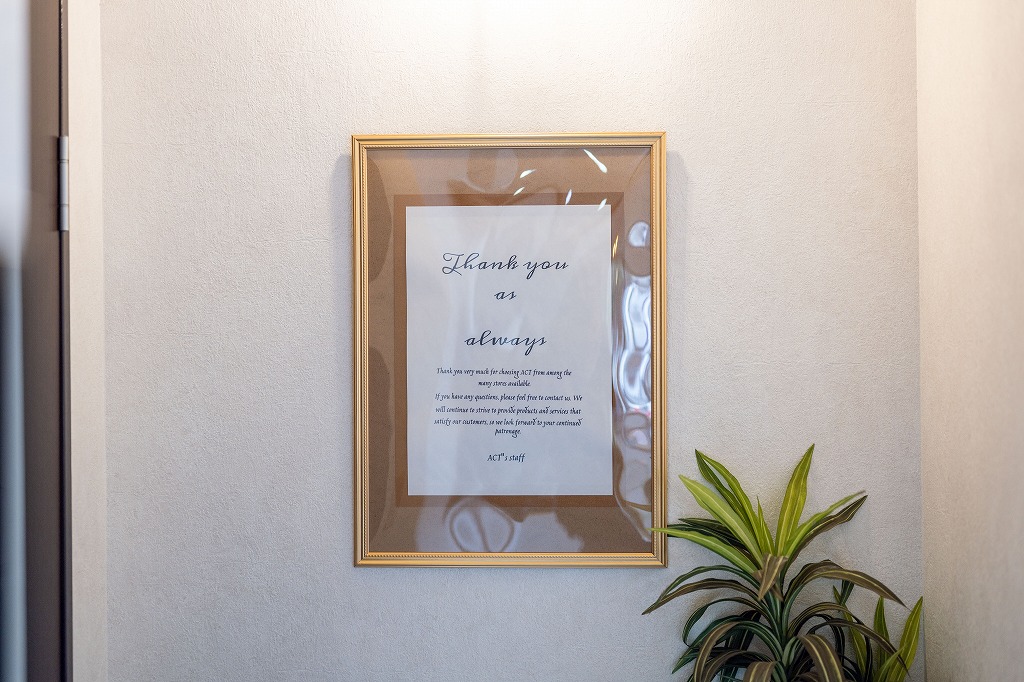 Thank you
as
always
Thank you very much for choosing ACT from among the
many stores available.
If you have any questions, please feel free to contact us. We
will continue to strive to provide products and services that
satisfy our customers, so we look forward to your continued
patronage.
ACT"s staff